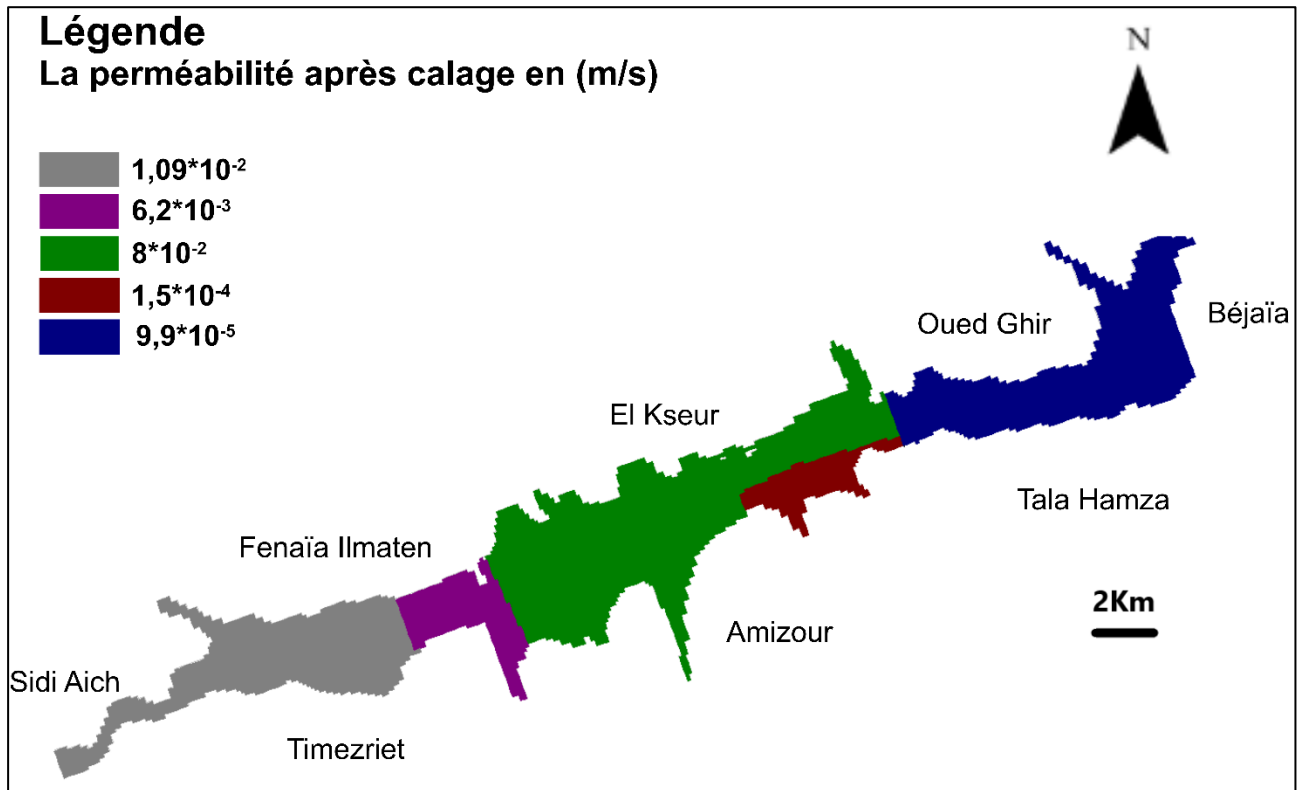 Légende
La perméabilité après calage en (m/s)
N
1,09*10⁻²
6,2*10⁻³
8*10⁻²
1,5*10⁻⁴
9,9*10⁻⁵
Oued Ghir
Béjaïa
El Kseur
Tala Hamza
Fenaïa Ilmaten
2Km
Amizour
Sidi Aich
Timezriet